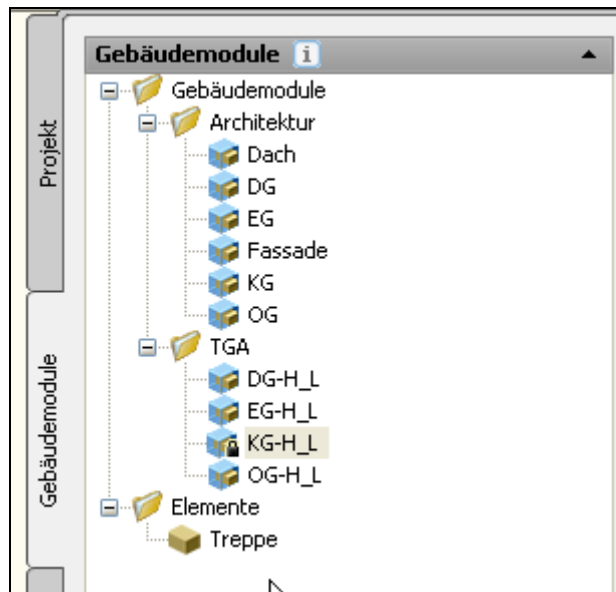 Gebäudemodule
Gebäudemodule
Architektur
Dach
DG
EG
Fassade
KG
OG
TGA
DG-H_L
EG-H_L
KG-H_L
OG-H_L
Elemente
Treppe
Projekt
Gebäudemodule